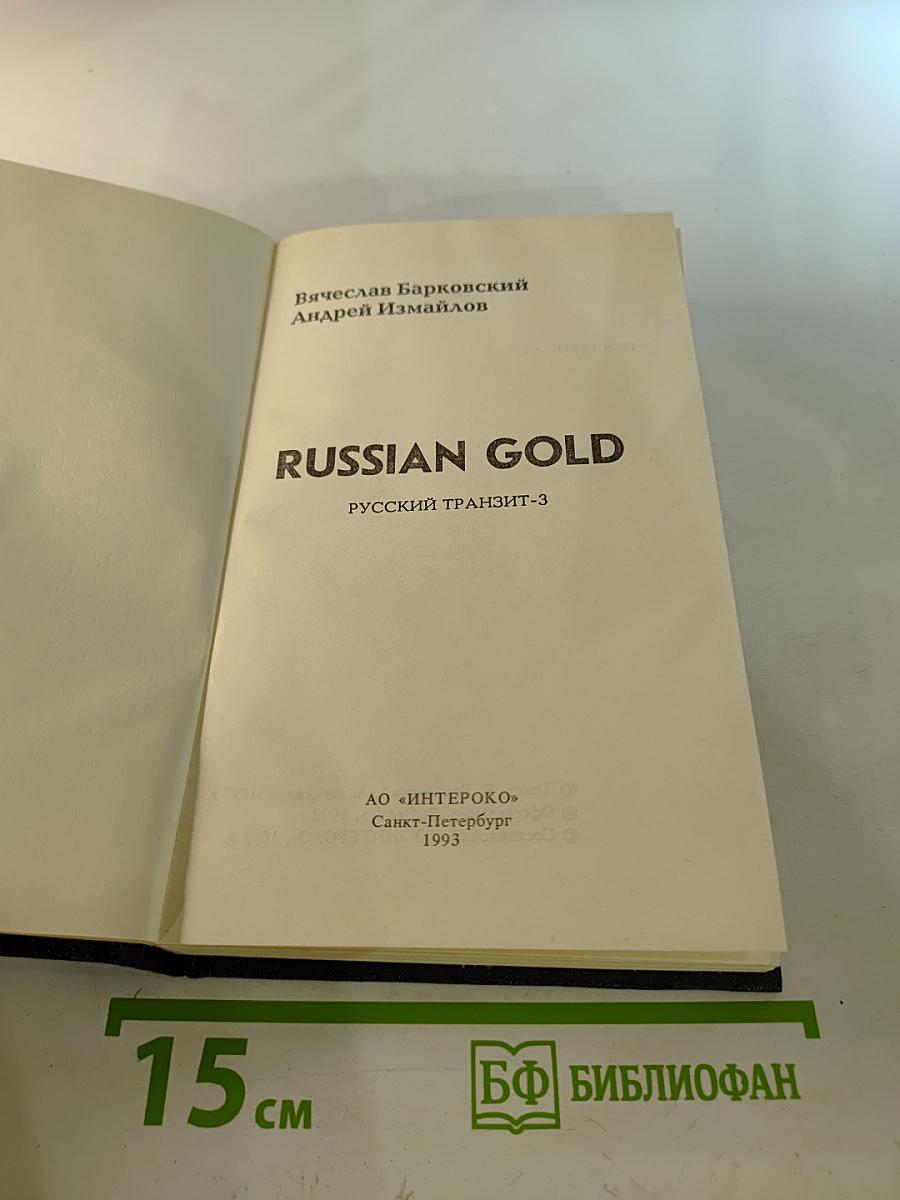 Вячеслав Барковский
Андрей Измайлов
RUSSIAN GOLD
РУССКИЙ ТРАНЗИТ-3
АО «ИНТЕРОКО»
Санкт-Петербург
1993
15 см
БФ БИБЛИОФАН